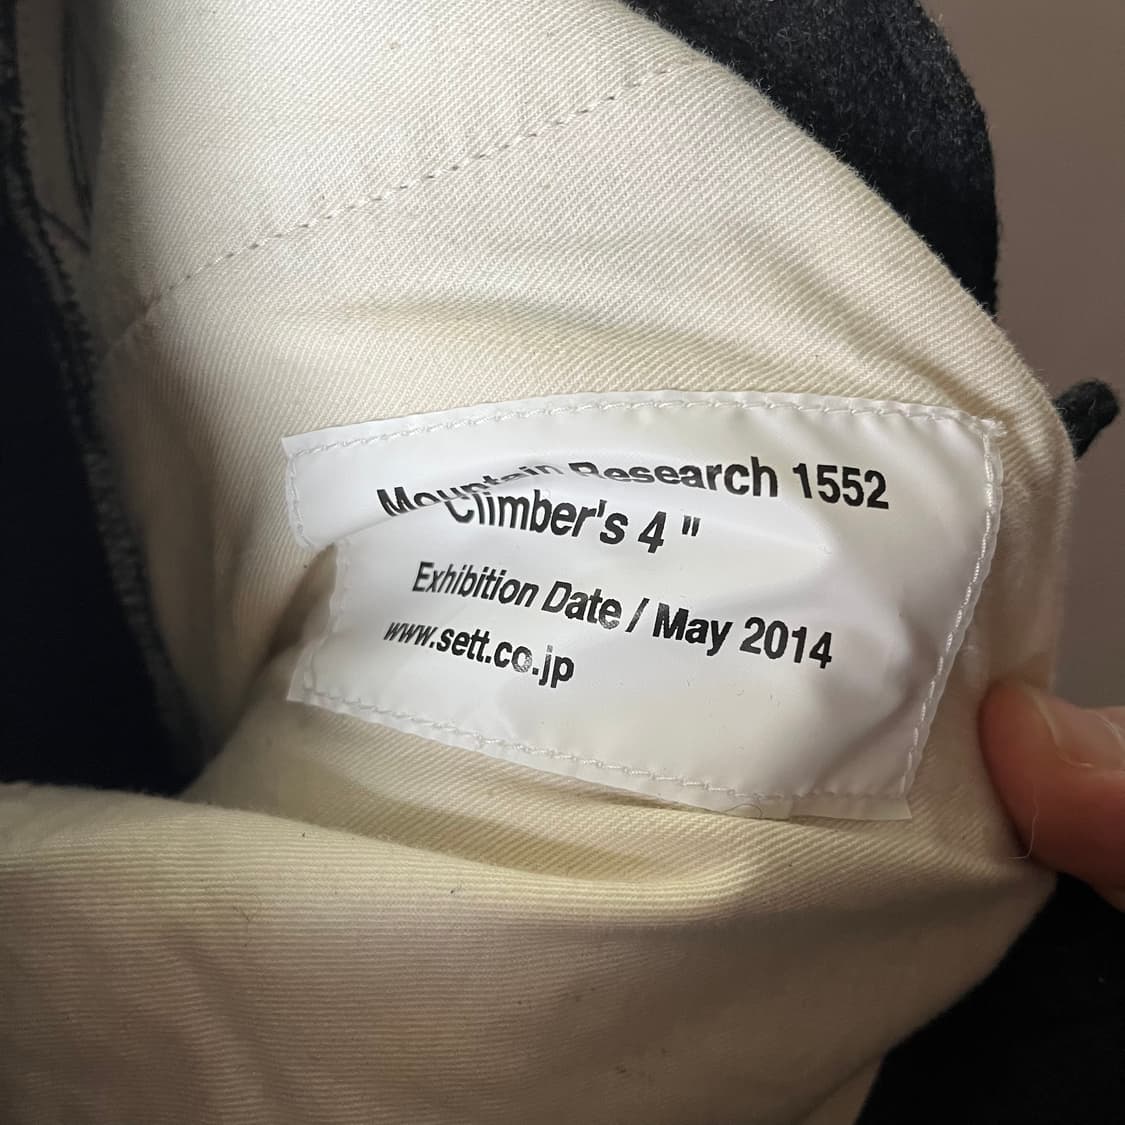 Mountain Research 1552
Climber's 4 "
Exhibition Date / May 2014
www.sett.co.jp